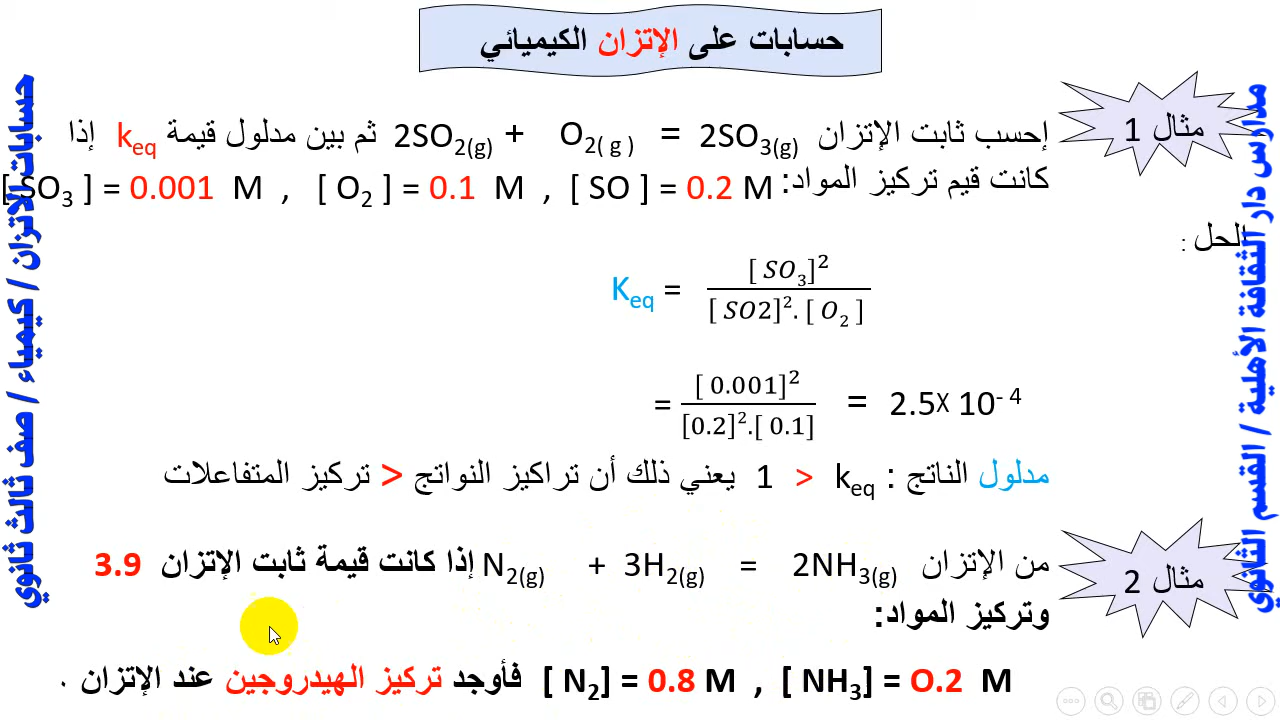 حسابات على الإتزان الكيميائي
مثال 1
إحسب ثابت الإتزان 2SO2(g) + O2( g ) = 2SO3(g) ثم بين مدلول قيمة keq إذا
كانت قيم تركيز المواد: [ SO3 ] = 0.001 M , [ O2 ] = 0.1 M , [ SO ] = 0.2 M
الحل :
Keq = [ SO3]² / [ SO2]². [ O2 ]
= [ 0.001]² / [0.2]².[ 0.1] = 2.5X 10⁻⁴
مدلول الناتج : keq < 1 يعني ذلك أن تراكيز النواتج < تركيز المتفاعلات
مثال 2
من الإتزان N2(g) + 3H2(g) = 2NH3(g) إذا كانت قيمة ثابت الإتزان 3.9
وتركيز المواد:
[ N2] = 0.8 M , [ NH3] = O.2 M فأوجد تركيز الهيدروجين عند الإتزان .
حسابات الاتزان / كيمياء / صف ثالث ثانوي
مدارس دار الثقافة الأهلية / القسم الثانوي